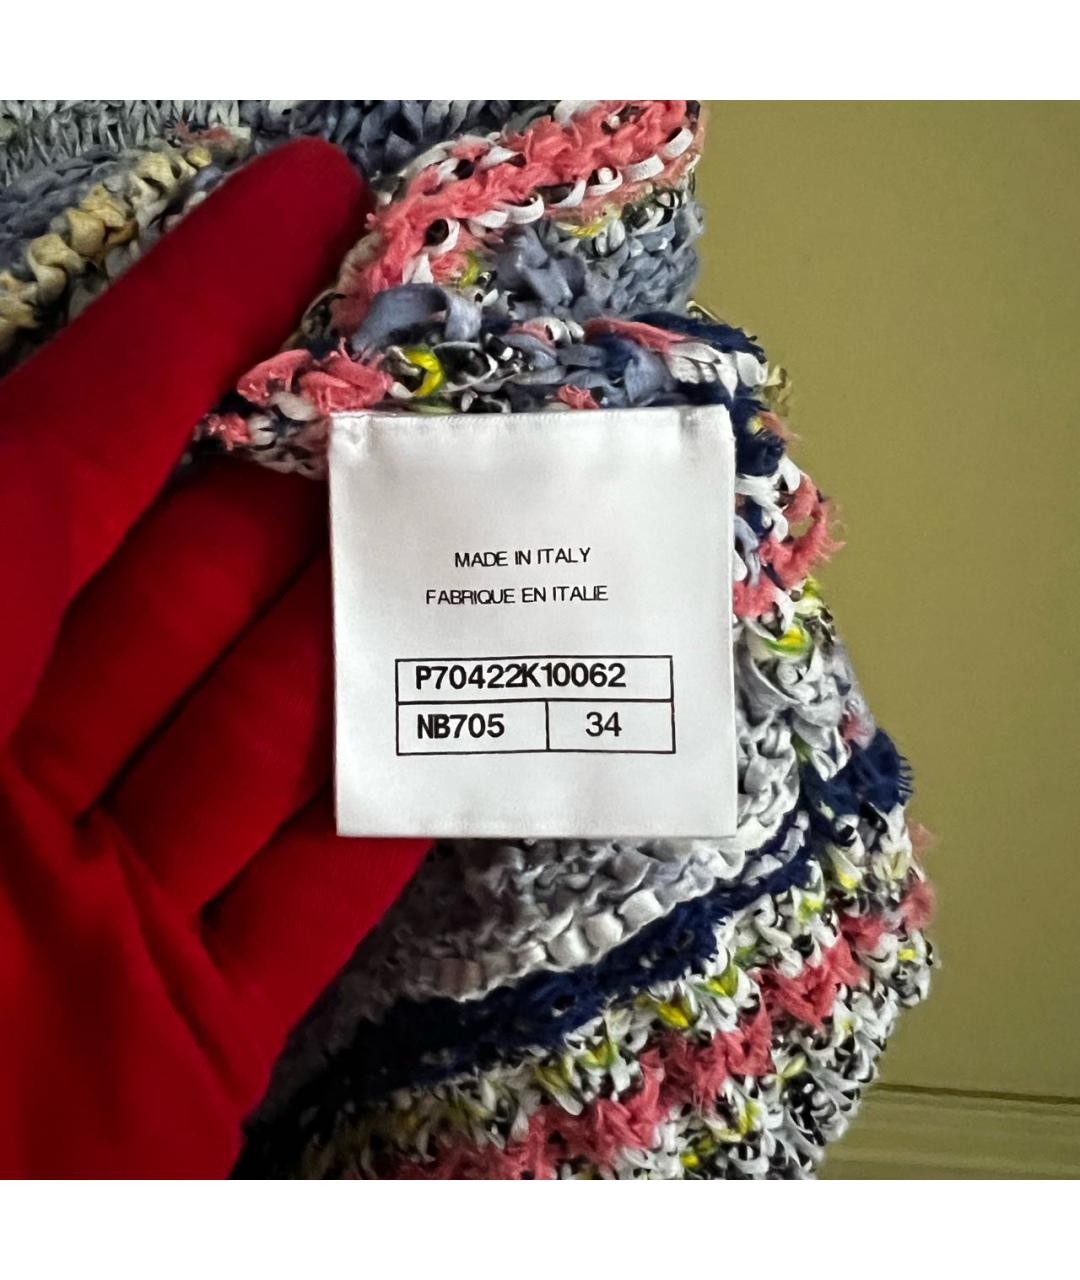 MADE IN ITALY
FABRIQUE EN ITALIE
P70422K10062
NB705 34